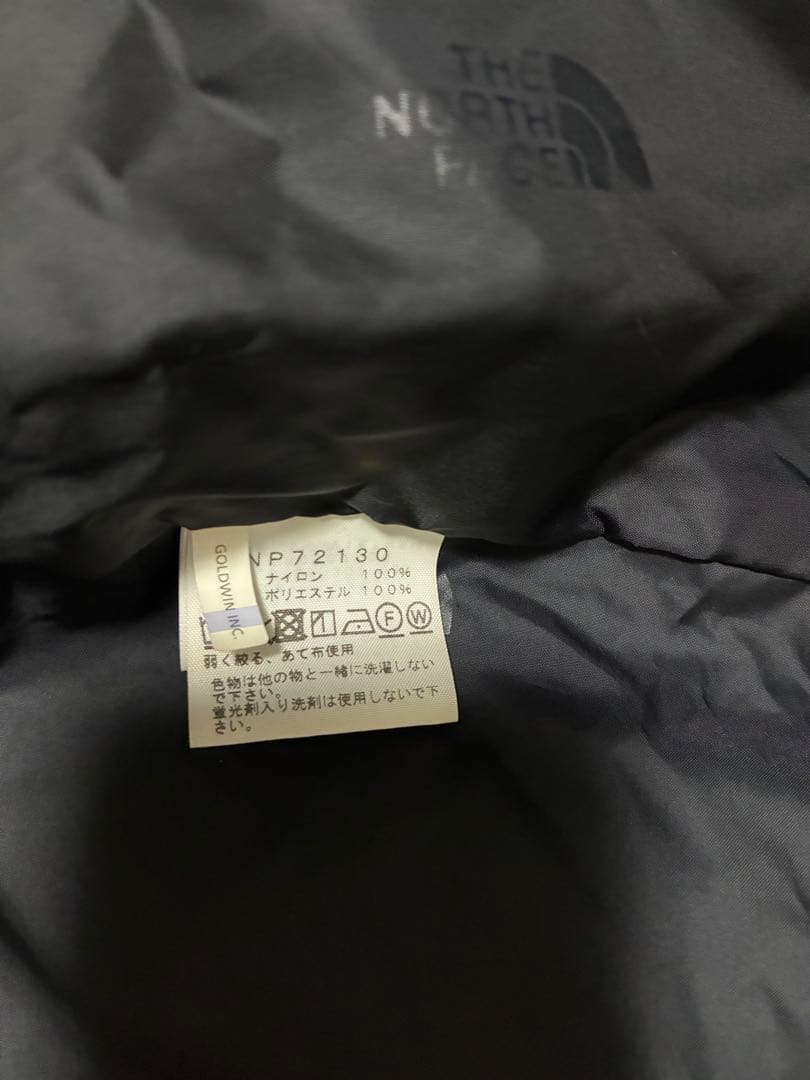 THE
NORTH
FACE
NP72130
ナイロン 100%
ポリエステル 100%
GOLDWIN INC.
F W
弱く絞る、あて布使用
色物は他の物と一緒に洗濯しない
で下さい。
蛍光剤入り洗剤は使用しないで下
さい。